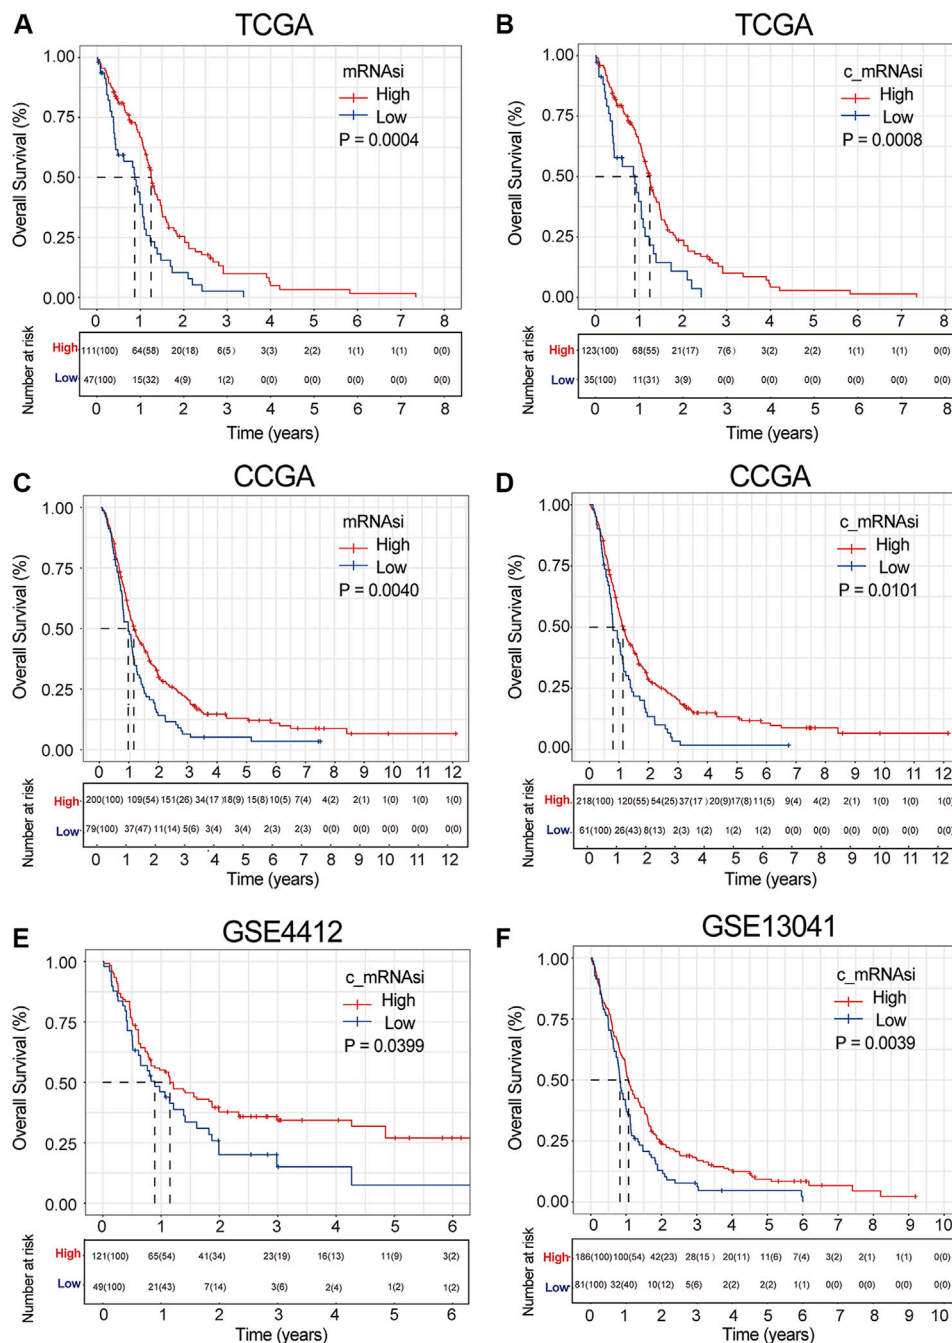 A
TCGA
mRNAsi
High
Low
P = 0.0004
Overall Survival (%)
1.00
0.75
0.50
0.25
0.00
0 1 2 3 4 5 6 7 8
Number at risk
High 111(100) 64(58) 20(18) 6(5) 3(3) 2(2) 1(1) 1(1) 0(0)
Low 47(100) 15(32) 4(9) 1(2) 0(0) 0(0) 0(0) 0(0) 0(0)
0 1 2 3 4 5 6 7 8
Time (years)
B
TCGA
c_mRNAsi
High
Low
P = 0.0008
Overall Survival (%)
1.00
0.75
0.50
0.25
0.00
0 1 2 3 4 5 6 7 8
Number at risk
High 123(100) 68(55) 21(17) 7(6) 3(2) 2(2) 1(1) 1(1) 0(0)
Low 35(100) 11(31) 3(9) 0(0) 0(0) 0(0) 0(0) 0(0) 0(0)
0 1 2 3 4 5 6 7 8
Time (years)
C
CCGA
mRNAsi
High
Low
P = 0.0040
Overall Survival (%)
1.00
0.75
0.50
0.25
0.00
0 1 2 3 4 5 6 7 8 9 10 11 12
Number at risk
High 200(100) 109(54) 151(26) 34(17) 18(9) 15(8) 10(5) 7(4) 4(2) 2(1) 1(0) 1(0) 1(0)
Low 79(100) 37(47) 11(14) 5(6) 3(4) 3(4) 2(3) 2(3) 0(0) 0(0) 0(0) 0(0) 0(0)
0 1 2 3 4 5 6 7 8 9 10 11 12
Time (years)
D
CCGA
c_mRNAsi
High
Low
P = 0.0101
Overall Survival (%)
1.00
0.75
0.50
0.25
0.00
0 1 2 3 4 5 6 7 8 9 10 11 12
Number at risk
High 218(100) 120(55) 54(25) 37(17) 20(9) 17(8) 11(5) 9(4) 4(2) 2(1) 1(0) 1(0) 1(0)
Low 61(100) 26(43) 8(13) 2(3) 1(2) 1(2) 1(2) 0(0) 0(0) 0(0) 0(0) 0(0) 0(0)
0 1 2 3 4 5 6 7 8 9 10 11 12
Time (years)
E
GSE4412
c_mRNAsi
High
Low
P = 0.0399
Overall Survival (%)
1.00
0.75
0.50
0.25
0.00
0 1 2 3 4 5 6
Number at risk
High 121(100) 65(54) 41(34) 23(19) 16(13) 11(9) 3(2)
Low 49(100) 21(43) 7(14) 3(6) 2(4) 1(2) 1(2)
0 1 2 3 4 5 6
Time (years)
F
GSE13041
c_mRNAsi
High
Low
P = 0.0039
Overall Survival (%)
1.00
0.75
0.50
0.25
0.00
0 1 2 3 4 5 6 7 8 9 10
Number at risk
High 186(100) 100(54) 42(23) 28(15) 20(11) 11(6) 7(4) 3(2) 2(1) 1(1) 0(0)
Low 81(100) 32(40) 10(12) 5(6) 2(2) 2(2) 1(1) 0(0) 0(0) 0(0) 0(0)
0 1 2 3 4 5 6 7 8 9 10
Time (years)